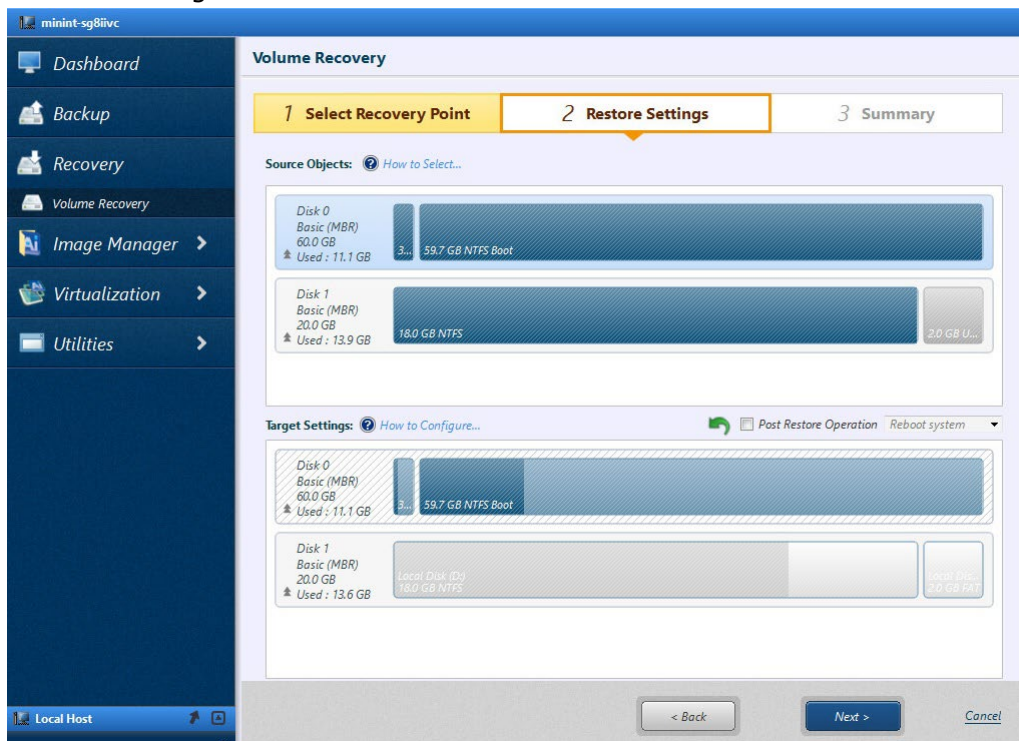 minint-sg8iivc
Dashboard
Backup
Recovery
Volume Recovery
Image Manager
Virtualization
Utilities
Local Host
Volume Recovery
1 Select Recovery Point
2 Restore Settings
3 Summary
Source Objects: How to Select...
Disk 0
Basic (MBR)
60.0 GB
Used : 11.1 GB
3... 59.7 GB NTFS Boot
Disk 1
Basic (MBR)
20.0 GB
Used : 13.9 GB
18.0 GB NTFS
2.0 GB U...
Target Settings: How to Configure...
Post Restore Operation Reboot system
Disk 0
Basic (MBR)
60.0 GB
Used : 11.1 GB
3... 59.7 GB NTFS Boot
Disk 1
Basic (MBR)
20.0 GB
Used : 13.6 GB
Local Disk (D:)
18.0 GB NTFS
2.0 GB FAT
< Back
Next >
Cancel